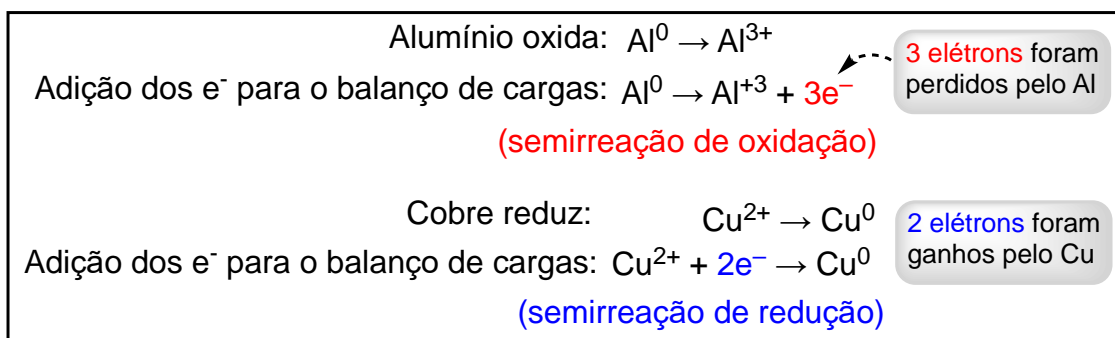 Alumínio oxida: Al⁰ → Al³⁺
Adição dos e⁻ para o balanço de cargas: Al⁰ → Al⁺³ + 3e⁻
(semirreação de oxidação)
3 elétrons foram
perdidos pelo Al
Cobre reduz: Cu²⁺ → Cu⁰
Adição dos e⁻ para o balanço de cargas: Cu²⁺ + 2e⁻ → Cu⁰
(semirreação de redução)
2 elétrons foram
ganhos pelo Cu